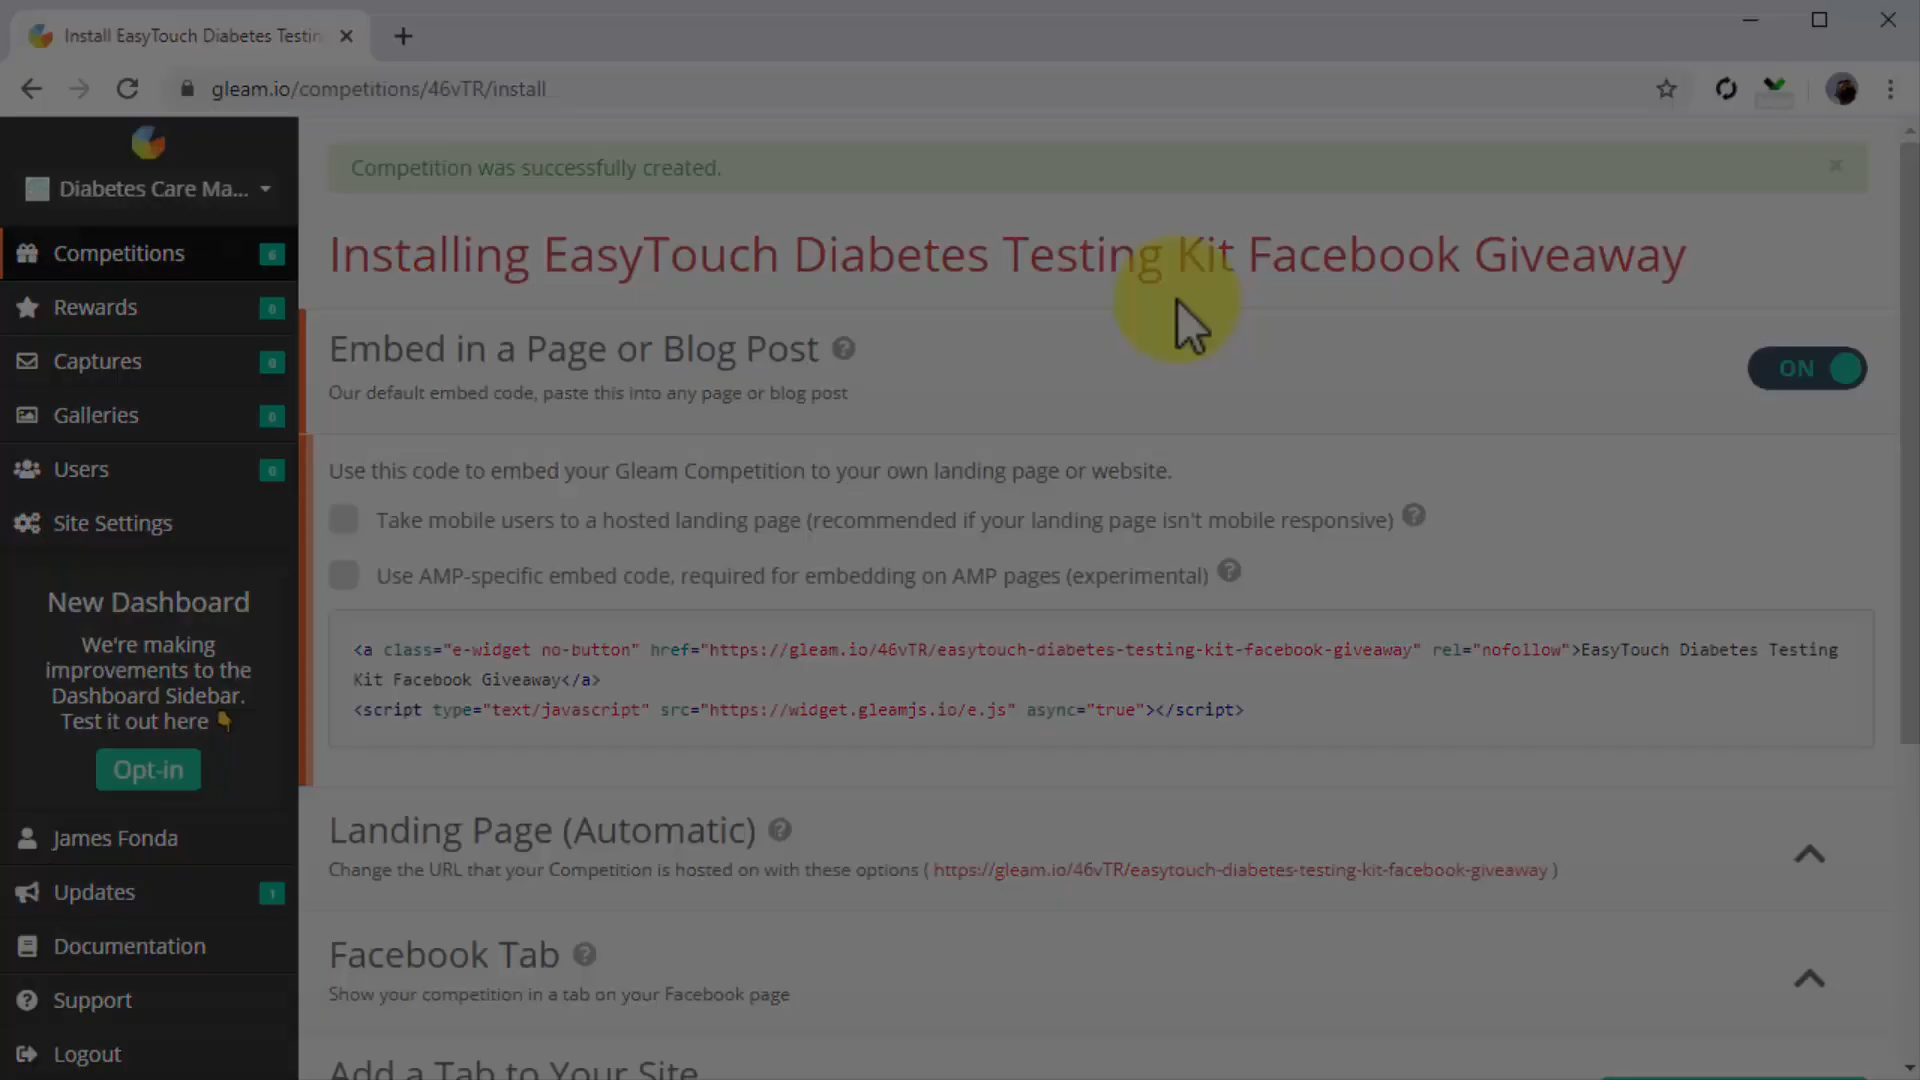 Install EasyTouch Diabetes Testin
gleam.io/competitions/46vTR/install
Diabetes Care Ma...
Competitions 6
Rewards 0
Captures 0
Galleries 0
Users 0
Site Settings
New Dashboard
We're making
improvements to the
Dashboard Sidebar.
Test it out here 👇
Opt-in
James Fonda
Updates 1
Documentation
Support
Logout
Competition was successfully created.
Installing EasyTouch Diabetes Testing Kit Facebook Giveaway
Embed in a Page or Blog Post
Our default embed code, paste this into any page or blog post
ON
Use this code to embed your Gleam Competition to your own landing page or website.
Take mobile users to a hosted landing page (recommended if your landing page isn't mobile responsive)
Use AMP-specific embed code, required for embedding on AMP pages (experimental)
<a class="e-widget no-button" href="https://gleam.io/46vTR/easytouch-diabetes-testing-kit-facebook-giveaway" rel="nofollow">EasyTouch Diabetes Testing
Kit Facebook Giveaway</a>
<script type="text/javascript" src="https://widget.gleamjs.io/e.js" async="true"></script>
Landing Page (Automatic)
Change the URL that your Competition is hosted on with these options ( https://gleam.io/46vTR/easytouch-diabetes-testing-kit-facebook-giveaway )
Facebook Tab
Show your competition in a tab on your Facebook page
Add a Tab to Your Site